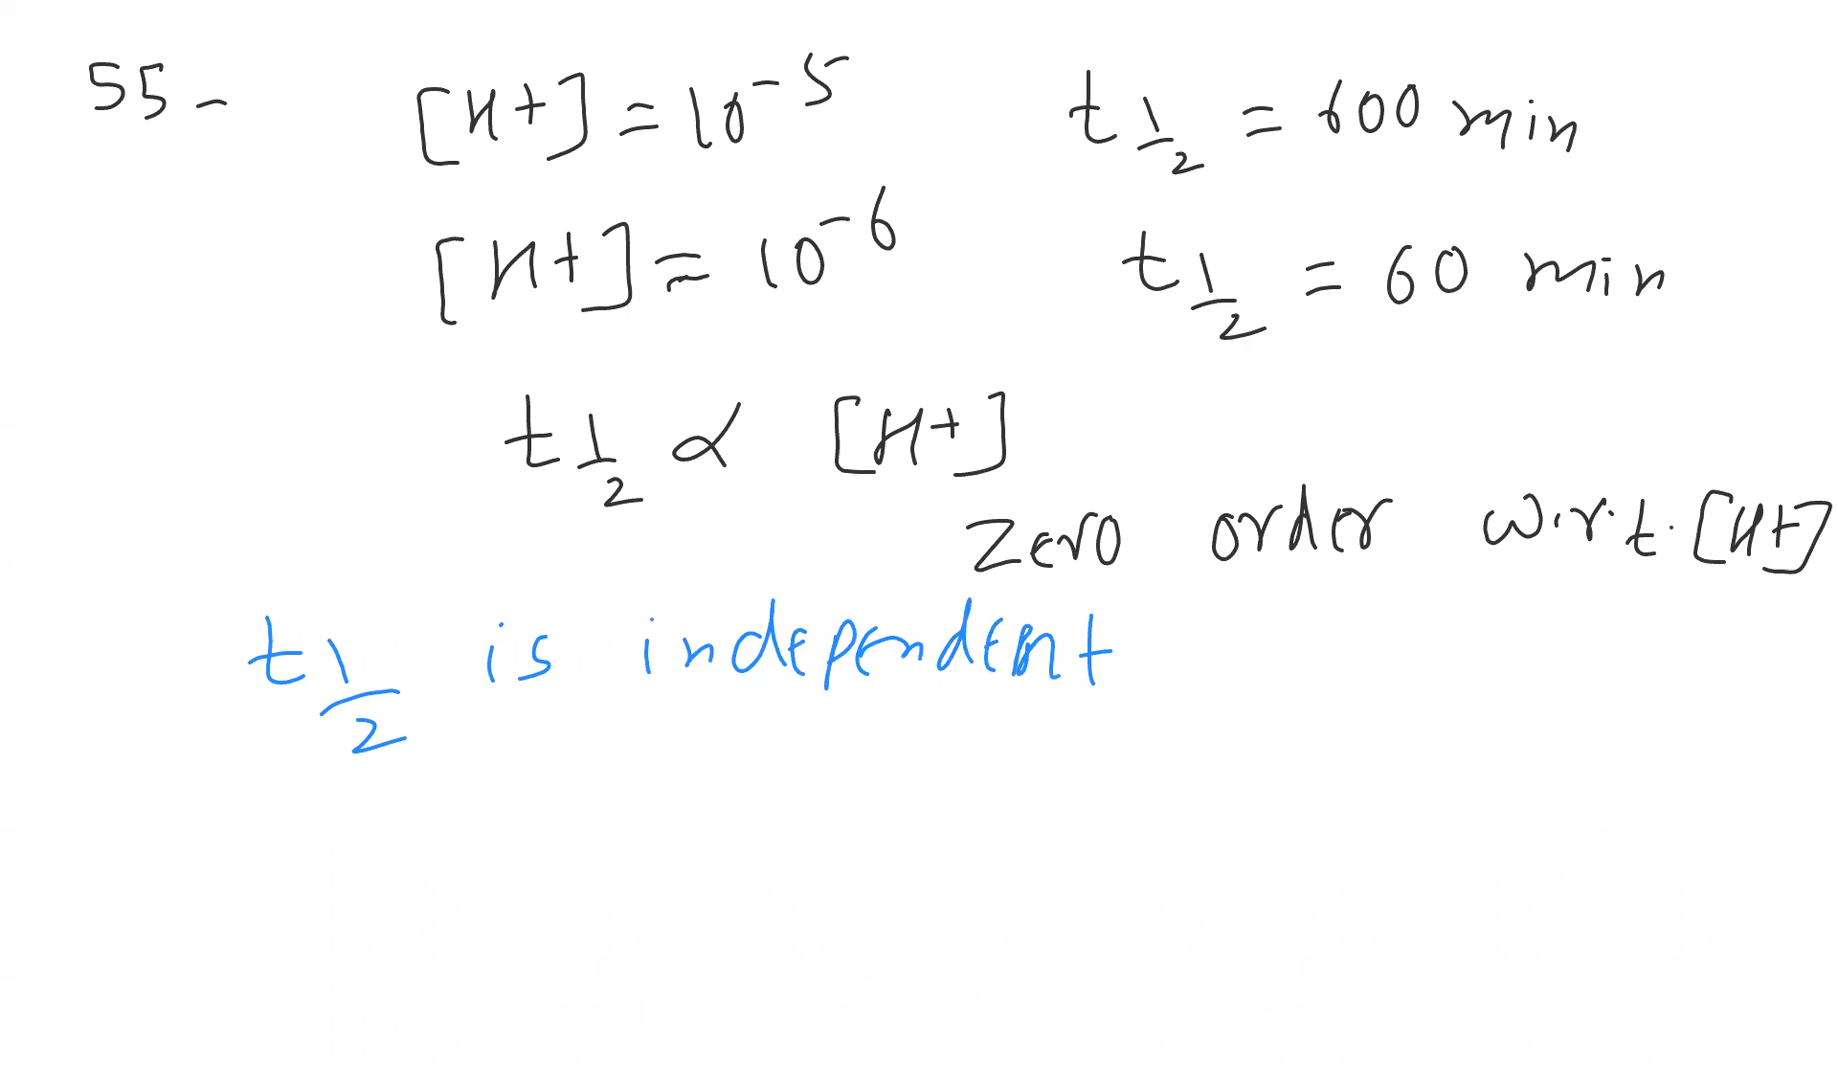 55- [H+] = 10^-5 t1/2 = 600 min
[H+] = 10^-6 t1/2 = 60 min
t1/2 ∝ [H+]
Zero order w.r.t. [H+]
t1/2 is independent